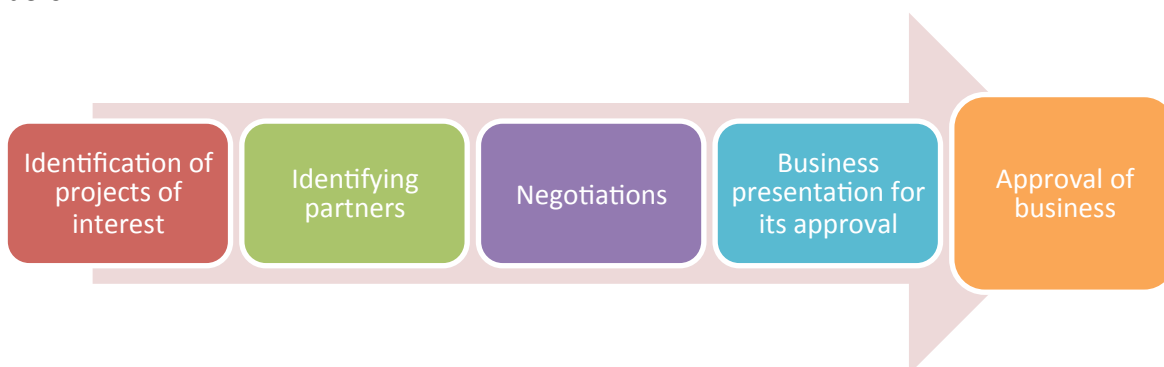 Identification of
projects of
interest
Identifying
partners
Negotiations
Business
presentation for
its approval
Approval of
business